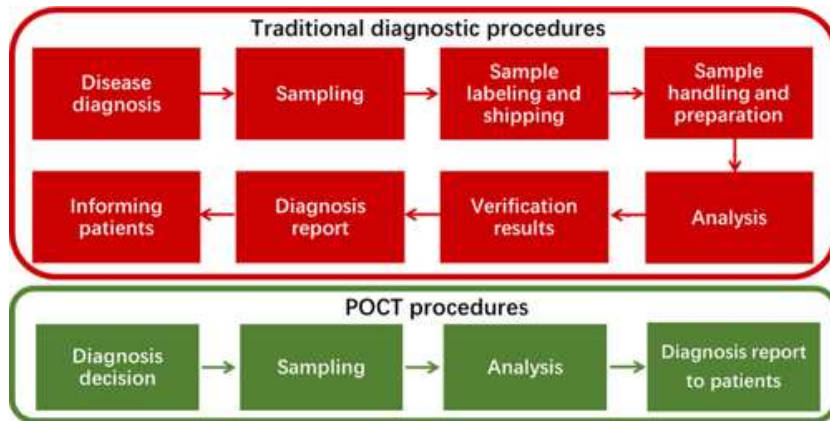 Traditional diagnostic procedures
Disease
diagnosis
Sampling
Sample
labeling and
shipping
Sample
handling and
preparation
Informing
patients
Diagnosis
report
Verification
results
Analysis
POCT procedures
Diagnosis
decision
Sampling
Analysis
Diagnosis report
to patients